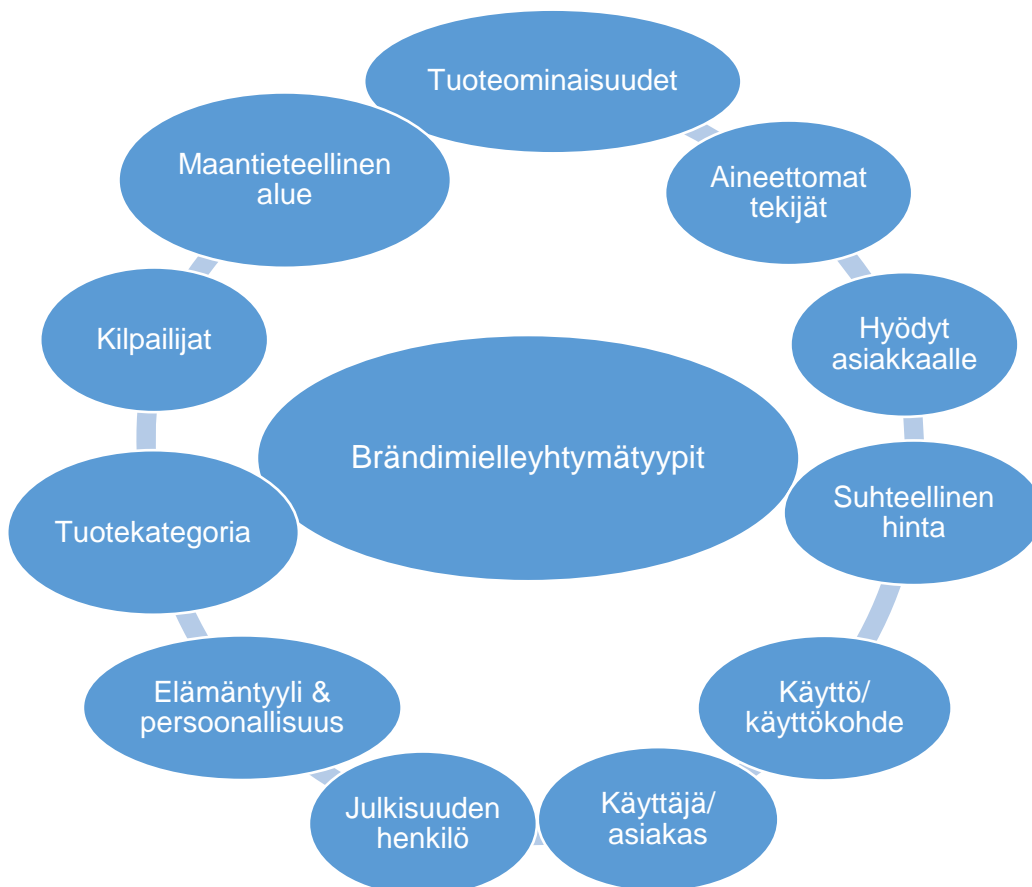 Tuoteominaisuudet
Aineettomat
tekijät
Hyödyt
asiakkaalle
Suhteellinen
hinta
Käyttö/
käyttökohde
Käyttäjä/
asiakas
Julkisuuden
henkilö
Elämäntyyli &
persoonallisuus
Tuotekategoria
Kilpailijat
Maantieteellinen
alue
Brändimielleyhtymätyypit